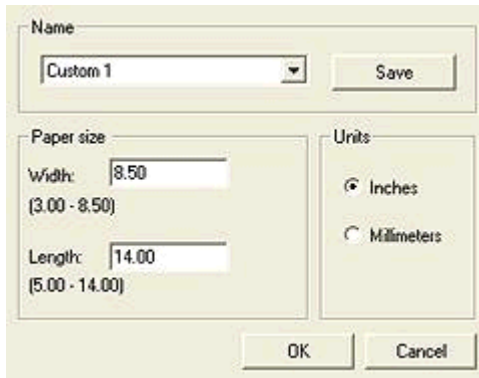 Name
Custom 1
Save
Paper size
Units
Width: 8.50
(3.00 - 8.50)
Inches
Millimeters
Length: 14.00
(5.00 - 14.00)
OK Cancel